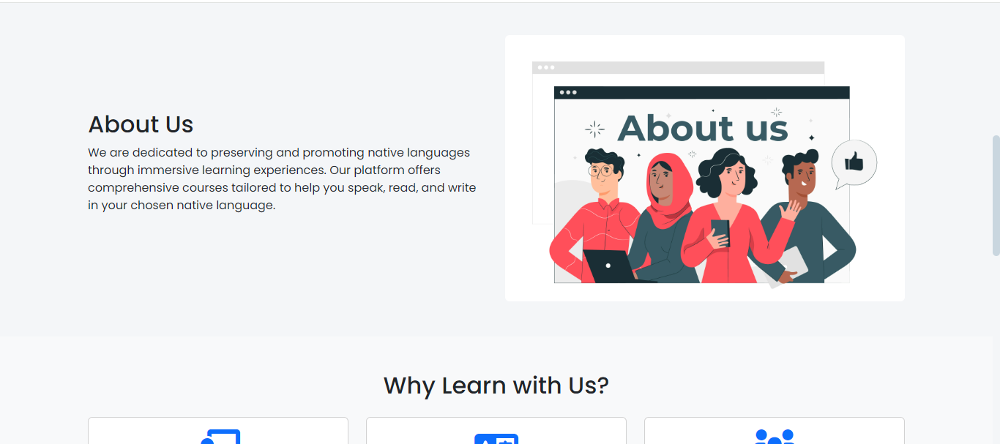 About Us
We are dedicated to preserving and promoting native languages
through immersive learning experiences. Our platform offers
comprehensive courses tailored to help you speak, read, and write
in your chosen native language.
About us
Why Learn with Us?